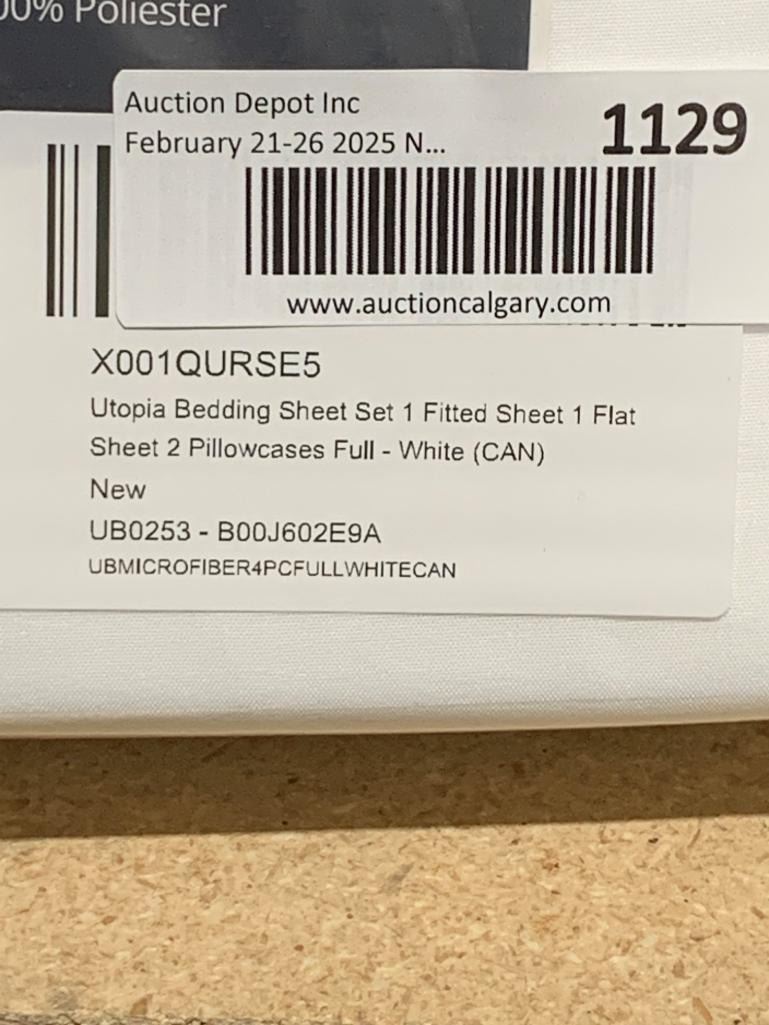 00% Poliester
Auction Depot Inc
February 21-26 2025 N...
1129
www.auctioncalgary.com
X001QURSE5
Utopia Bedding Sheet Set 1 Fitted Sheet 1 Flat
Sheet 2 Pillowcases Full - White (CAN)
New
UB0253 - B00J602E9A
UBMICROFIBER4PCFULLWHITECAN